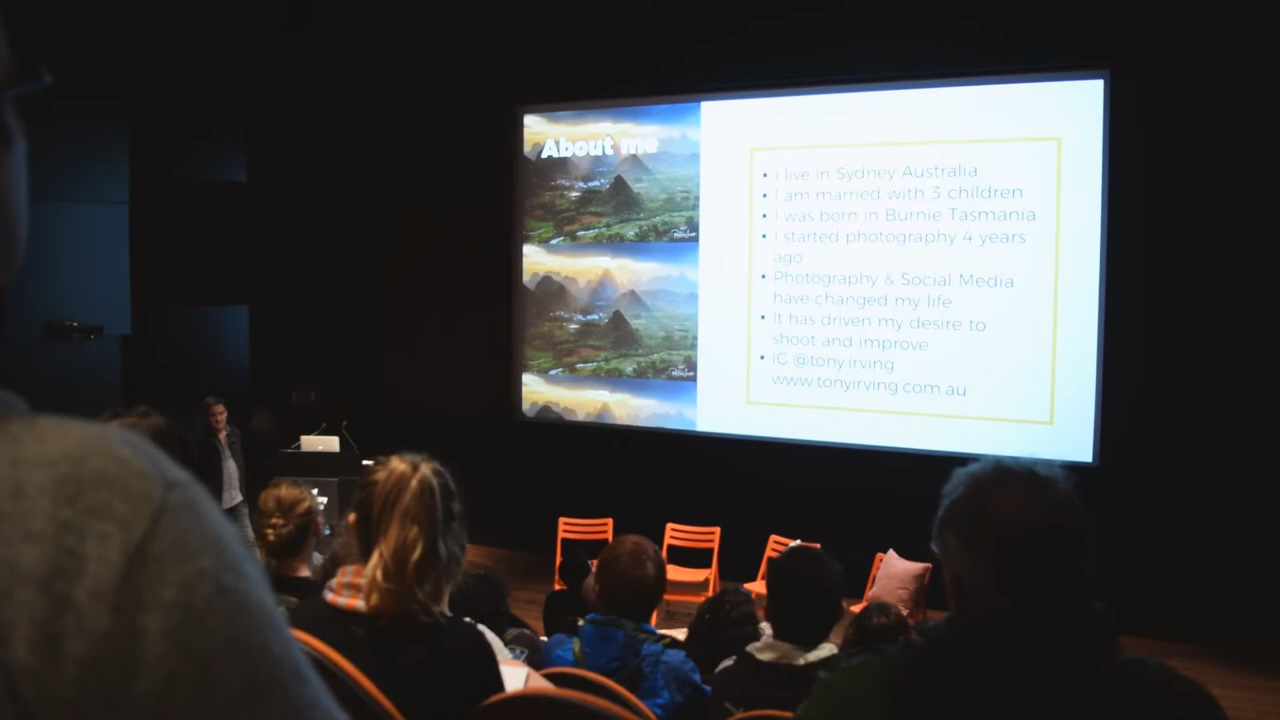 About me
▪ I live in Sydney Australia
▪ I am married with 3 children
▪ I was born in Burnie Tasmania
▪ I started photography 4 years
ago
▪ Photography & Social Media
have changed my life
▪ It has driven my desire to
shoot and improve
▪ IG @tonyirving
www.tonyirving.com.au